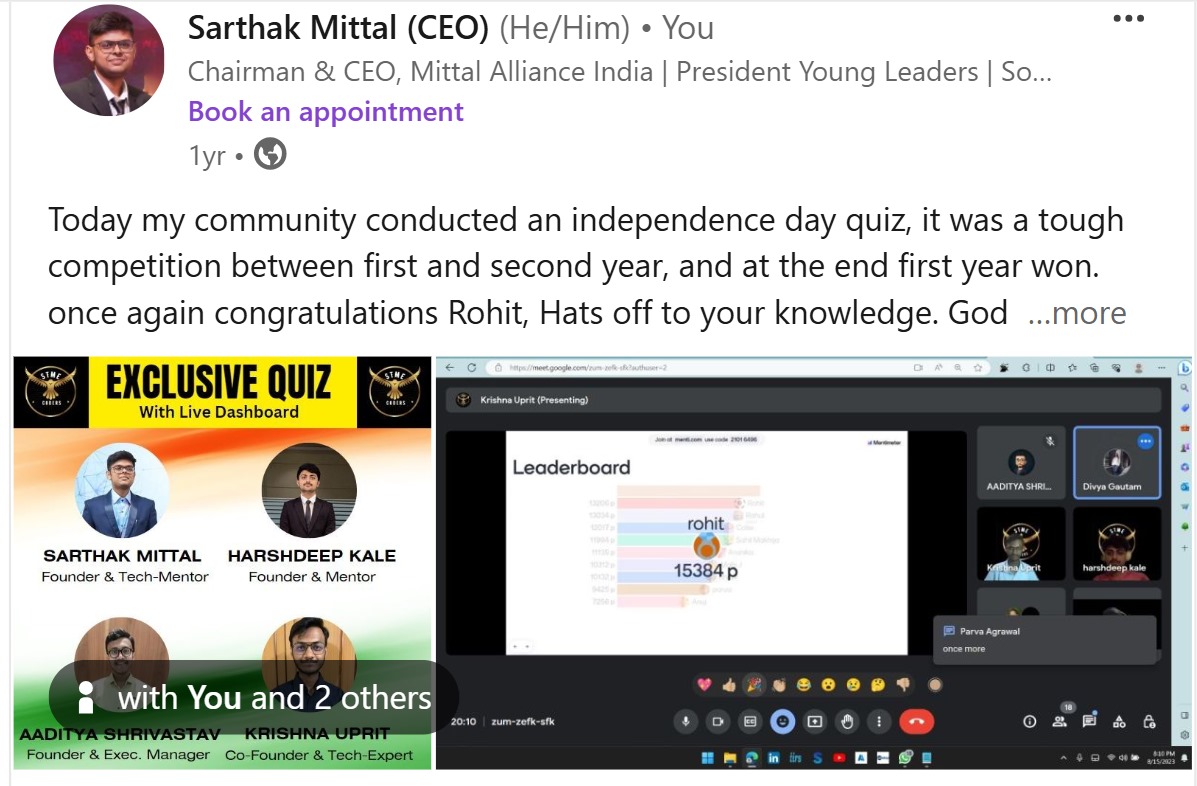 Sarthak Mittal (CEO) (He/Him) • You
Chairman & CEO, Mittal Alliance India | President Young Leaders | So...
Book an appointment
1yr •
Today my community conducted an independence day quiz, it was a tough
competition between first and second year, and at the end first year won.
once again congratulations Rohit, Hats off to your knowledge. God ...more
STME
CODERS
EXCLUSIVE QUIZ
With Live Dashboard
STME
CODERS
SARTHAK MITTAL
Founder & Tech-Mentor
HARSHDEEP KALE
Founder & Mentor
with You and 2 others
AADITYA SHRIVASTAV
Founder & Exec. Manager
KRISHNA UPRIT
Co-Founder & Tech-Expert
https://meet.google.com/zum-zefk-sfk?authuser=2
Krishna Uprit (Presenting)
Join at menti.com use code 2101 6486
Mentimeter
Leaderboard
rohit
15384 p
AADITYA SHRI...
Divya Gautam
Krishna Uprit
harshdeep kale
Parva Agrawal
once more
20:10 | zum-zefk-sfk
18
8:10 PM
8/15/2023